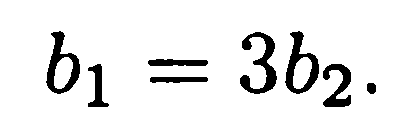 b₁ = 3b₂.